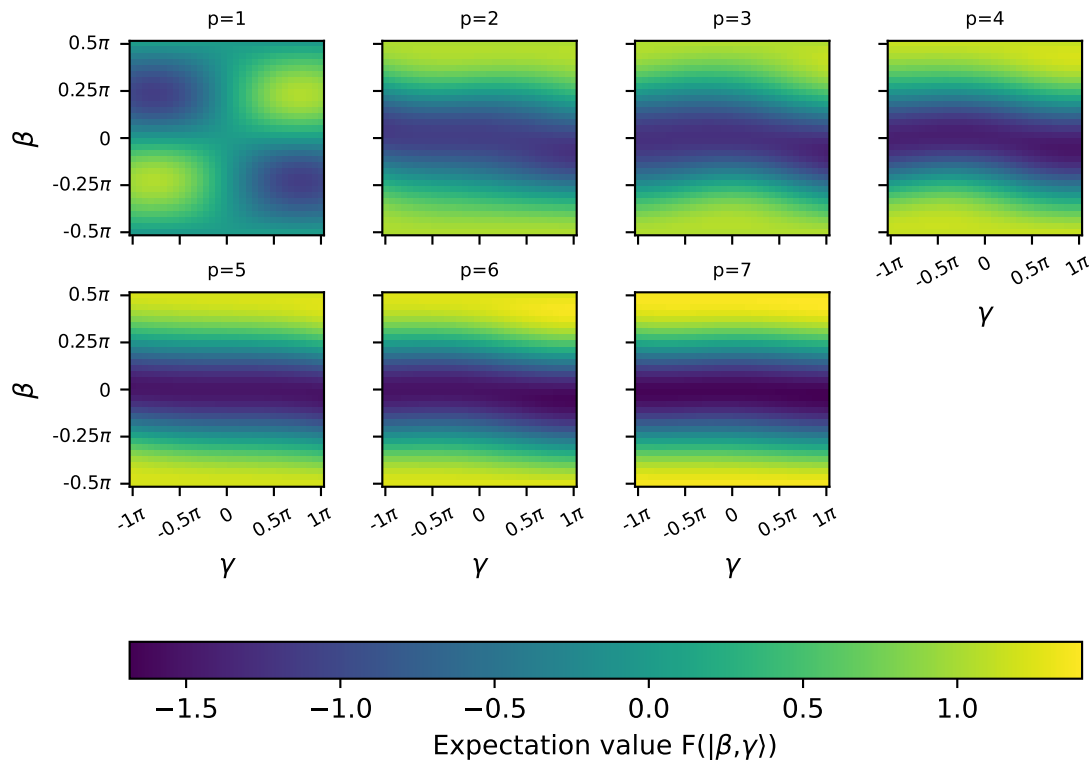 p=1 p=2 p=3 p=4
0.5π
0.25π
0
-0.25π
-0.5π
β
-1π -0.5π 0 0.5π 1π
γ
p=5 p=6 p=7
0.5π
0.25π
0
-0.25π
-0.5π
β
-1π -0.5π 0 0.5π 1π -1π -0.5π 0 0.5π 1π -1π -0.5π 0 0.5π 1π
γ γ γ
−1.5 −1.0 −0.5 0.0 0.5 1.0
Expectation value F(|β,γ⟩)